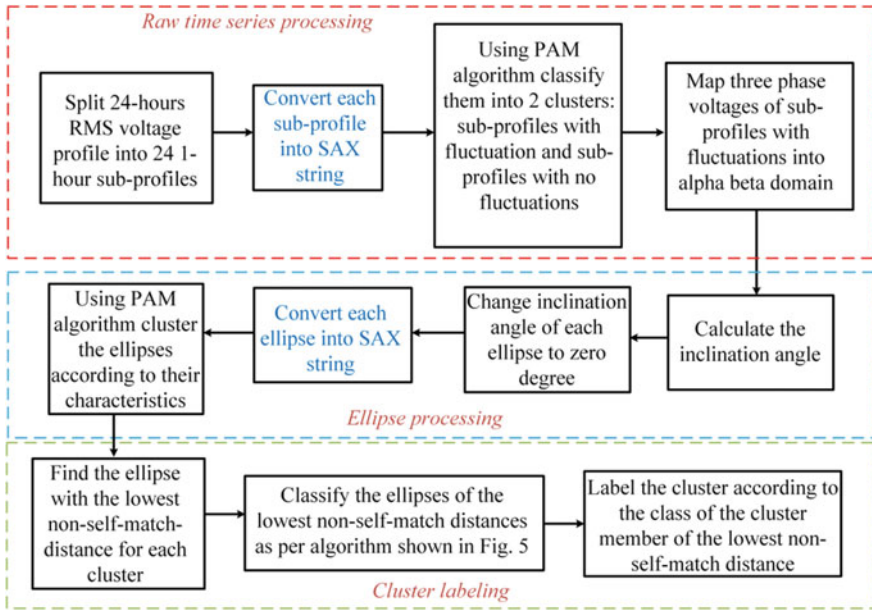 Raw time series processing
Split 24-hours
RMS voltage
profile into 24 1-
hour sub-profiles
Convert each
sub-profile
into SAX
string
Using PAM
algorithm classify
them into 2 clusters:
sub-profiles with
fluctuation and sub-
profiles with no
fluctuations
Map three phase
voltages of sub-
profiles with
fluctuations into
alpha beta domain
Calculate the
inclination angle
Change inclination
angle of each
ellipse to zero
degree
Convert each
ellipse into SAX
string
Using PAM
algorithm cluster
the ellipses
according to their
characteristics
Ellipse processing
Find the ellipse
with the lowest
non-self-match-
distance for each
cluster
Classify the ellipses of the
lowest non-self-match distances
as per algorithm shown in Fig. 5
Label the cluster according to
the class of the cluster
member of the lowest non-
self-match distance
Cluster labeling